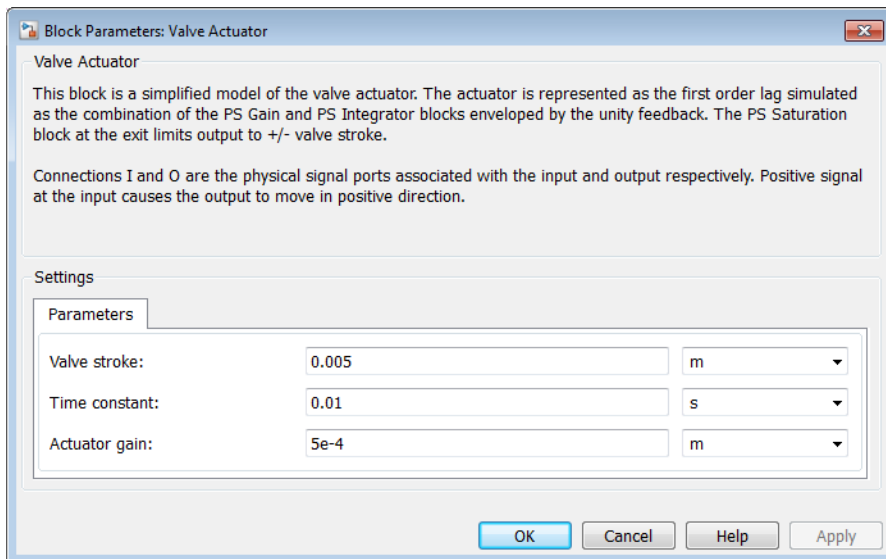 Block Parameters: Valve Actuator
Valve Actuator
This block is a simplified model of the valve actuator. The actuator is represented as the first order lag simulated
as the combination of the PS Gain and PS Integrator blocks enveloped by the unity feedback. The PS Saturation
block at the exit limits output to +/- valve stroke.
Connections I and O are the physical signal ports associated with the input and output respectively. Positive signal
at the input causes the output to move in positive direction.
Settings
Parameters
Valve stroke: 0.005 m
Time constant: 0.01 s
Actuator gain: 5e-4 m
OK Cancel Help Apply